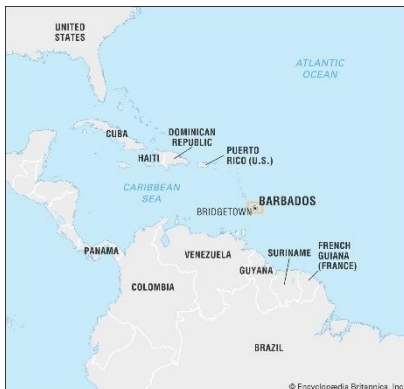 UNITED
STATES
ATLANTIC
OCEAN
CUBA
DOMINICAN
REPUBLIC
HAITI
PUERTO
RICO (U.S.)
CARIBBEAN
SEA
BARBADOS
BRIDGETOWN
PANAMA
VENEZUELA
GUYANA
SURINAME
FRENCH
GUIANA
(FRANCE)
COLOMBIA
BRAZIL
© Encyclopædia Britannica, Inc.